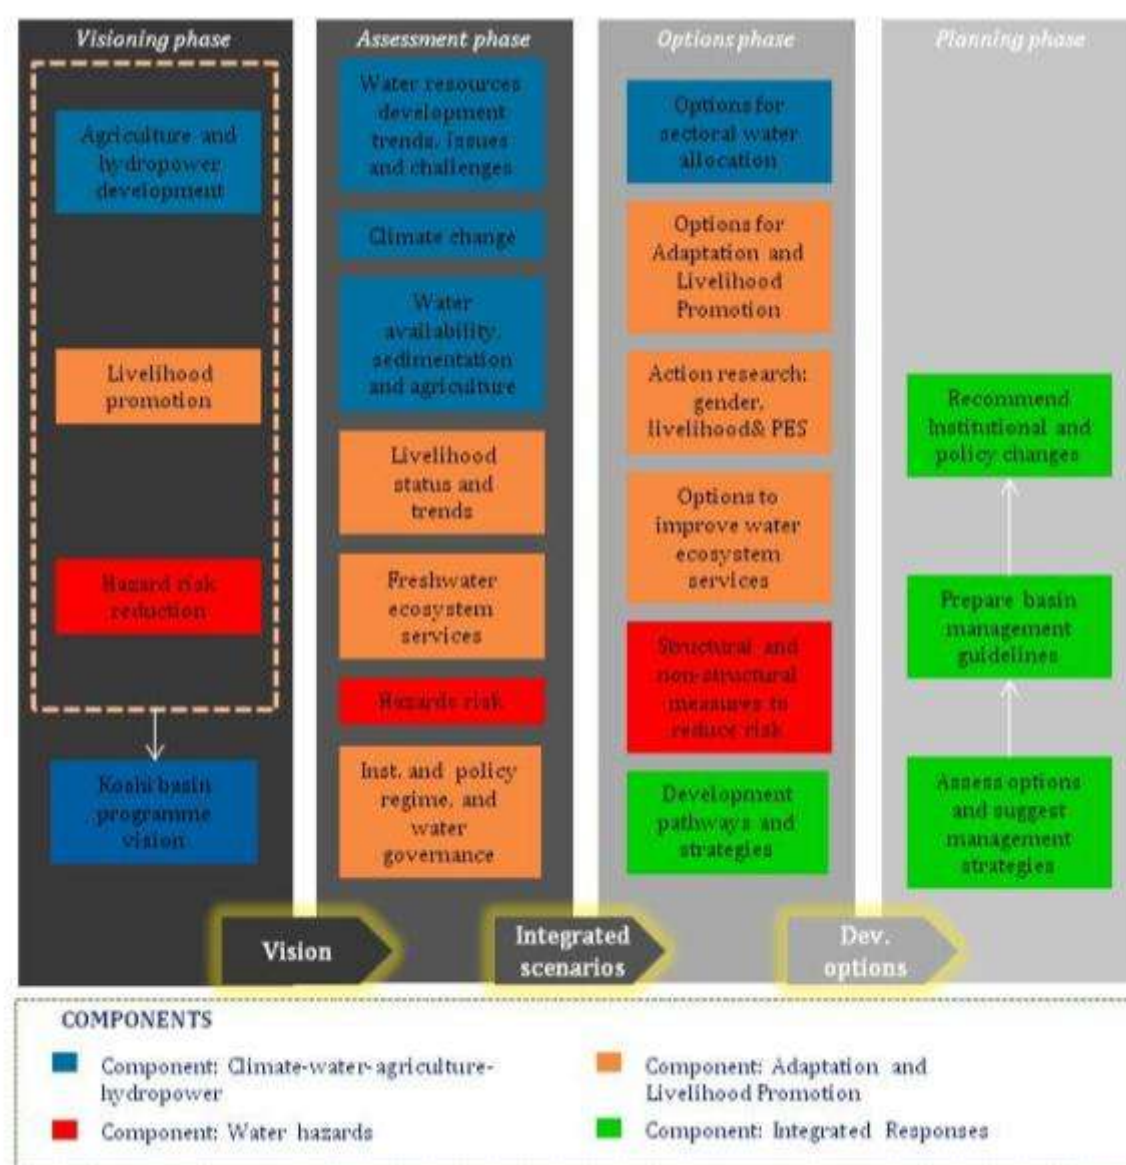 Visioning phase
Agriculture and
hydropower
development
Livelihood
promotion
Hazard risk
reduction
Koshi basin
programme
vision
Assessment phase
Water resources
development
trends, issues
and challenges
Climate change
Water
availability,
sedimentation
and agriculture
Livelihood
status and
trends
Freshwater
ecosystem
services
Hazards risk
Inst. and policy
regime, and
water
governance
Options phase
Options for
sectoral water
allocation
Options for
Adaptation and
Livelihood
Promotion
Action research:
gender,
livelihood& PES
Options to
improve water
ecosystem
services
Structural and
non-structural
measures to
reduce risk
Development
pathways and
strategies
Planning phase
Recommend
Institutional and
policy changes
Prepare basin
management
guidelines
Assess options
and suggest
management
strategies
Vision
Integrated
scenarios
Dev.
options
COMPONENTS
Component: Climate-water-agriculture-
hydropower
Component: Water hazards
Component: Adaptation and
Livelihood Promotion
Component: Integrated Responses